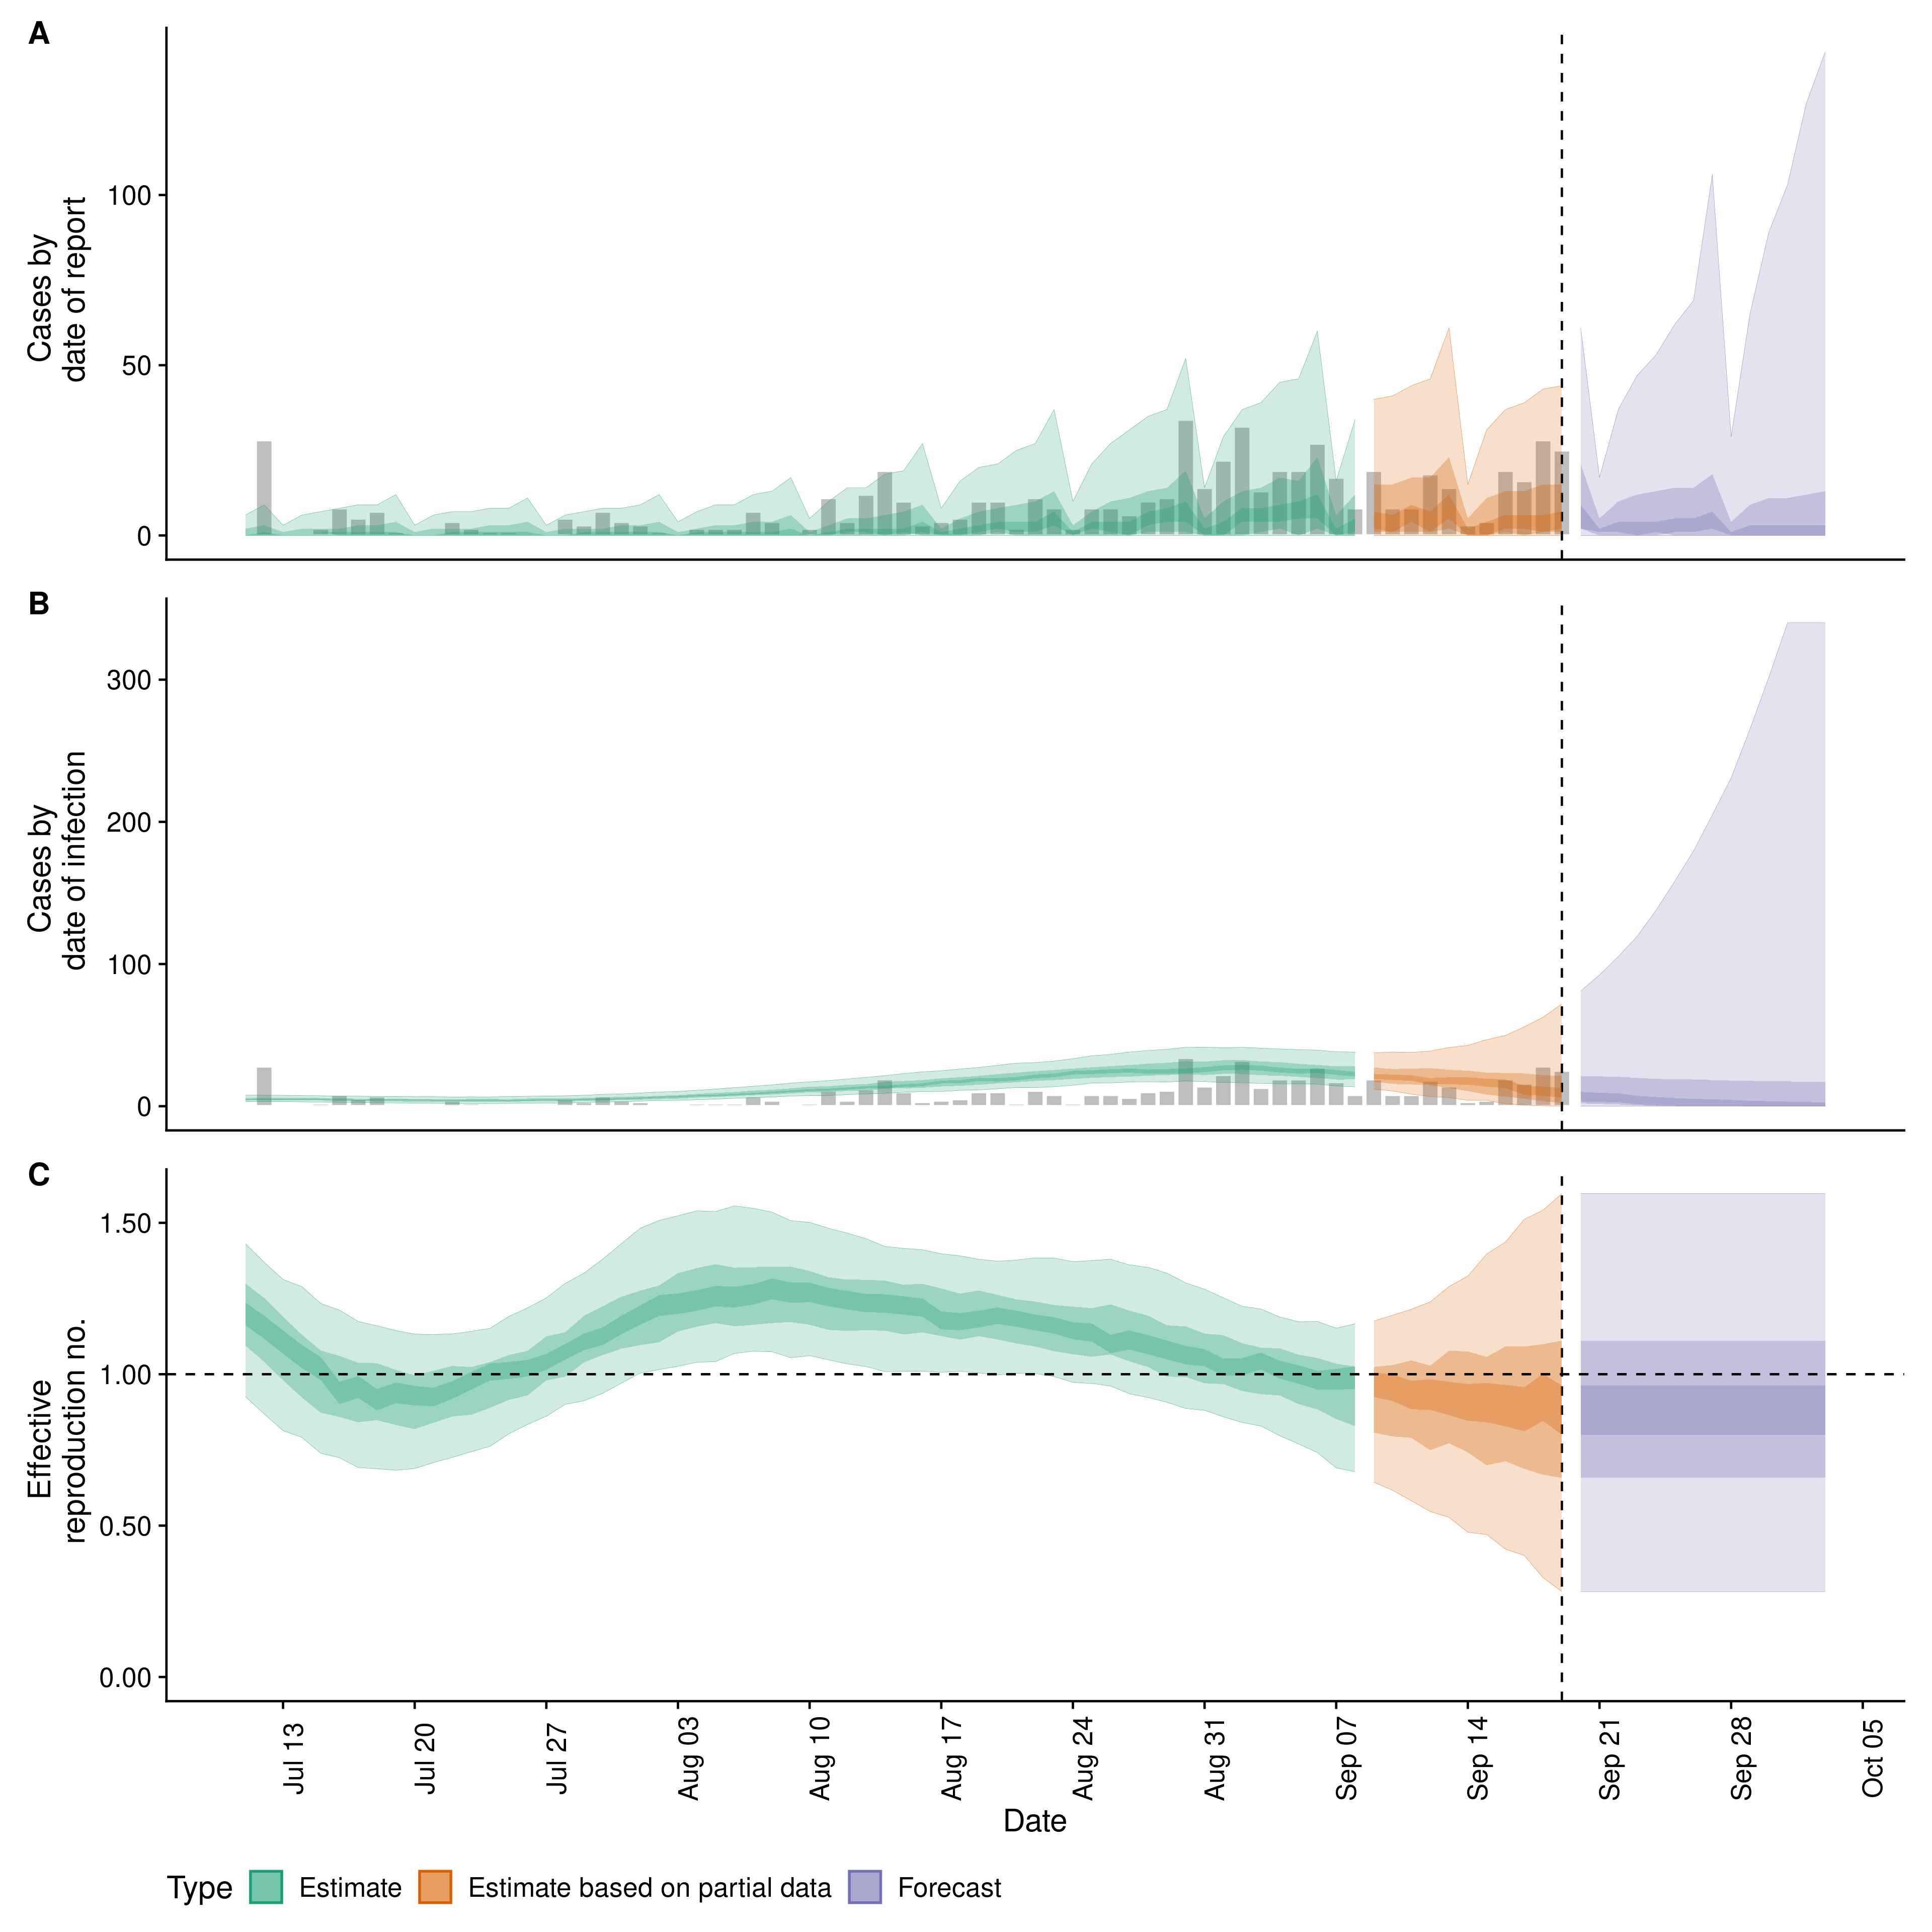 A
Cases by
date of report
100
50
0
B
Cases by
date of infection
300
200
100
0
C
Effective
reproduction no.
1.50
1.00
0.50
0.00
Jul 13
Jul 20
Jul 27
Aug 03
Aug 10
Aug 17
Aug 24
Aug 31
Sep 07
Sep 14
Sep 21
Sep 28
Oct 05
Date
Type Estimate Estimate based on partial data Forecast